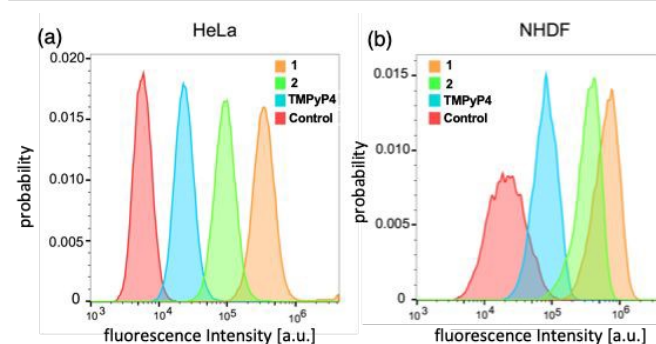 (a) HeLa
1
2
TMPyP4
Control
0.020
0.015
0.010
0.005
0
probability
10³ 10⁴ 10⁵ 10⁶
fluorescence Intensity [a.u.]
(b) NHDF
1
2
TMPyP4
Control
0.015
0.010
0.005
0
probability
10³ 10⁴ 10⁵ 10⁶
fluorescence Intensity [a.u.]